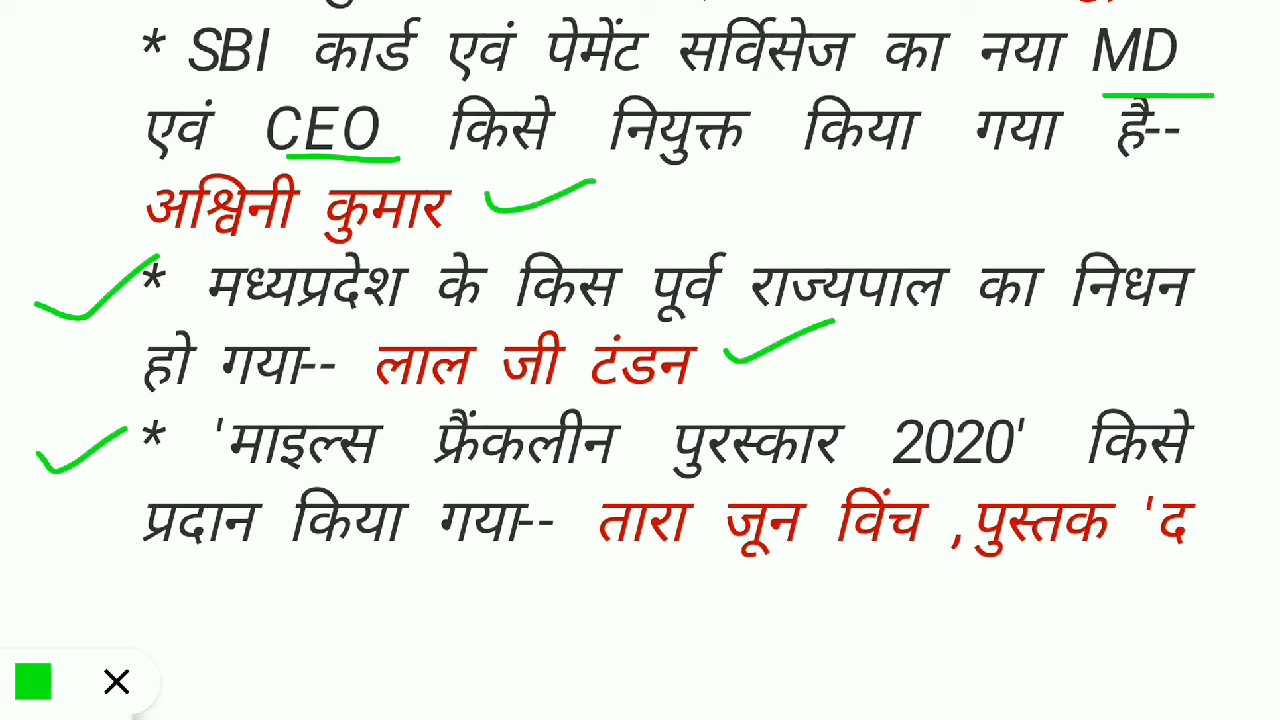 * SBI कार्ड एवं पेमेंट सर्विसेज का नया MD
एवं CEO किसे नियुक्त किया गया है--
अश्विनी कुमार
* मध्यप्रदेश के किस पूर्व राज्यपाल का निधन
हो गया-- लाल जी टंडन
* 'माइल्स फ्रैंकलीन पुरस्कार 2020' किसे
प्रदान किया गया-- तारा जून विंच ,पुस्तक 'द